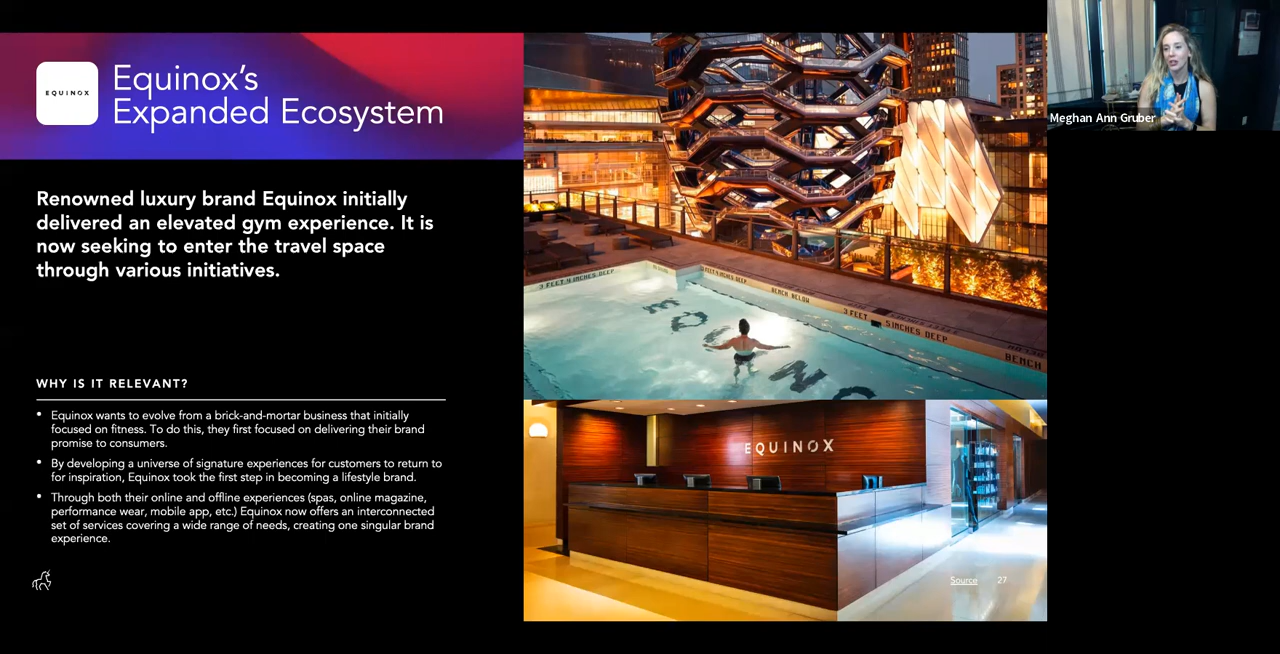 EQUINOX
Equinox's
Expanded Ecosystem
Renowned luxury brand Equinox initially
delivered an elevated gym experience. It is
now seeking to enter the travel space
through various initiatives.
WHY IS IT RELEVANT?
• Equinox wants to evolve from a brick-and-mortar business that initially
focused on fitness. To do this, they first focused on delivering their brand
promise to consumers.
• By developing a universe of signature experiences for customers to return to
for inspiration, Equinox took the first step in becoming a lifestyle brand.
• Through both their online and offline experiences (spas, online magazine,
performance wear, mobile app, etc.) Equinox now offers an interconnected
set of services covering a wide range of needs, creating one singular brand
experience.
3 FEET 4 INCHES DEEP
BENCH BELOW
3 FEET 5 INCHES DEEP
BENCH
EQUINOX
Source 27
Meghan Ann Gruber